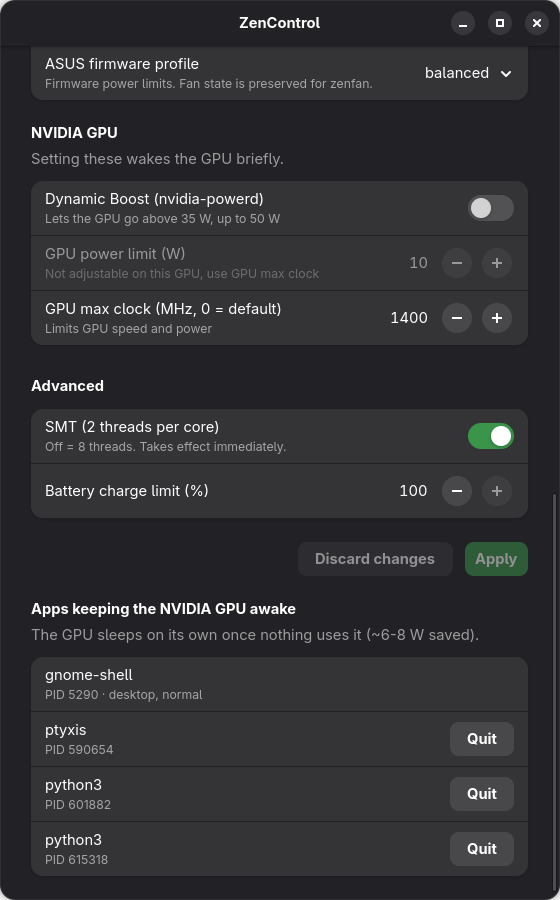 ZenControl
ASUS firmware profile
Firmware power limits. Fan state is preserved for zenfan.
balanced
NVIDIA GPU
Setting these wakes the GPU briefly.
Dynamic Boost (nvidia-powerd)
Lets the GPU go above 35 W, up to 50 W
GPU power limit (W)
Not adjustable on this GPU, use GPU max clock
10
GPU max clock (MHz, 0 = default)
Limits GPU speed and power
1400
Advanced
SMT (2 threads per core)
Off = 8 threads. Takes effect immediately.
Battery charge limit (%)
100
Discard changes
Apply
Apps keeping the NVIDIA GPU awake
The GPU sleeps on its own once nothing uses it (~6-8 W saved).
gnome-shell
PID 5290 · desktop, normal
ptyxis
PID 590654
Quit
python3
PID 601882
Quit
python3
PID 615318
Quit